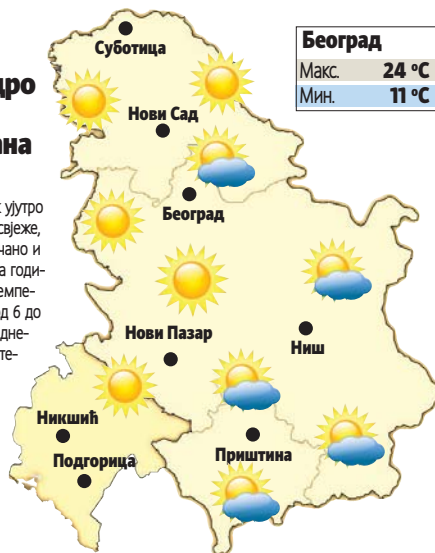 дро
на
ујутро
свјеже,
чано и
а годи-
емпе-
од 6 до
дне-
те-
Суботица
Нови Сад
Београд
Нови Пазар
Ниш
Никшић
Подгорица
Приштина
Београд
Макс. 24 °C
Мин. 11 °C